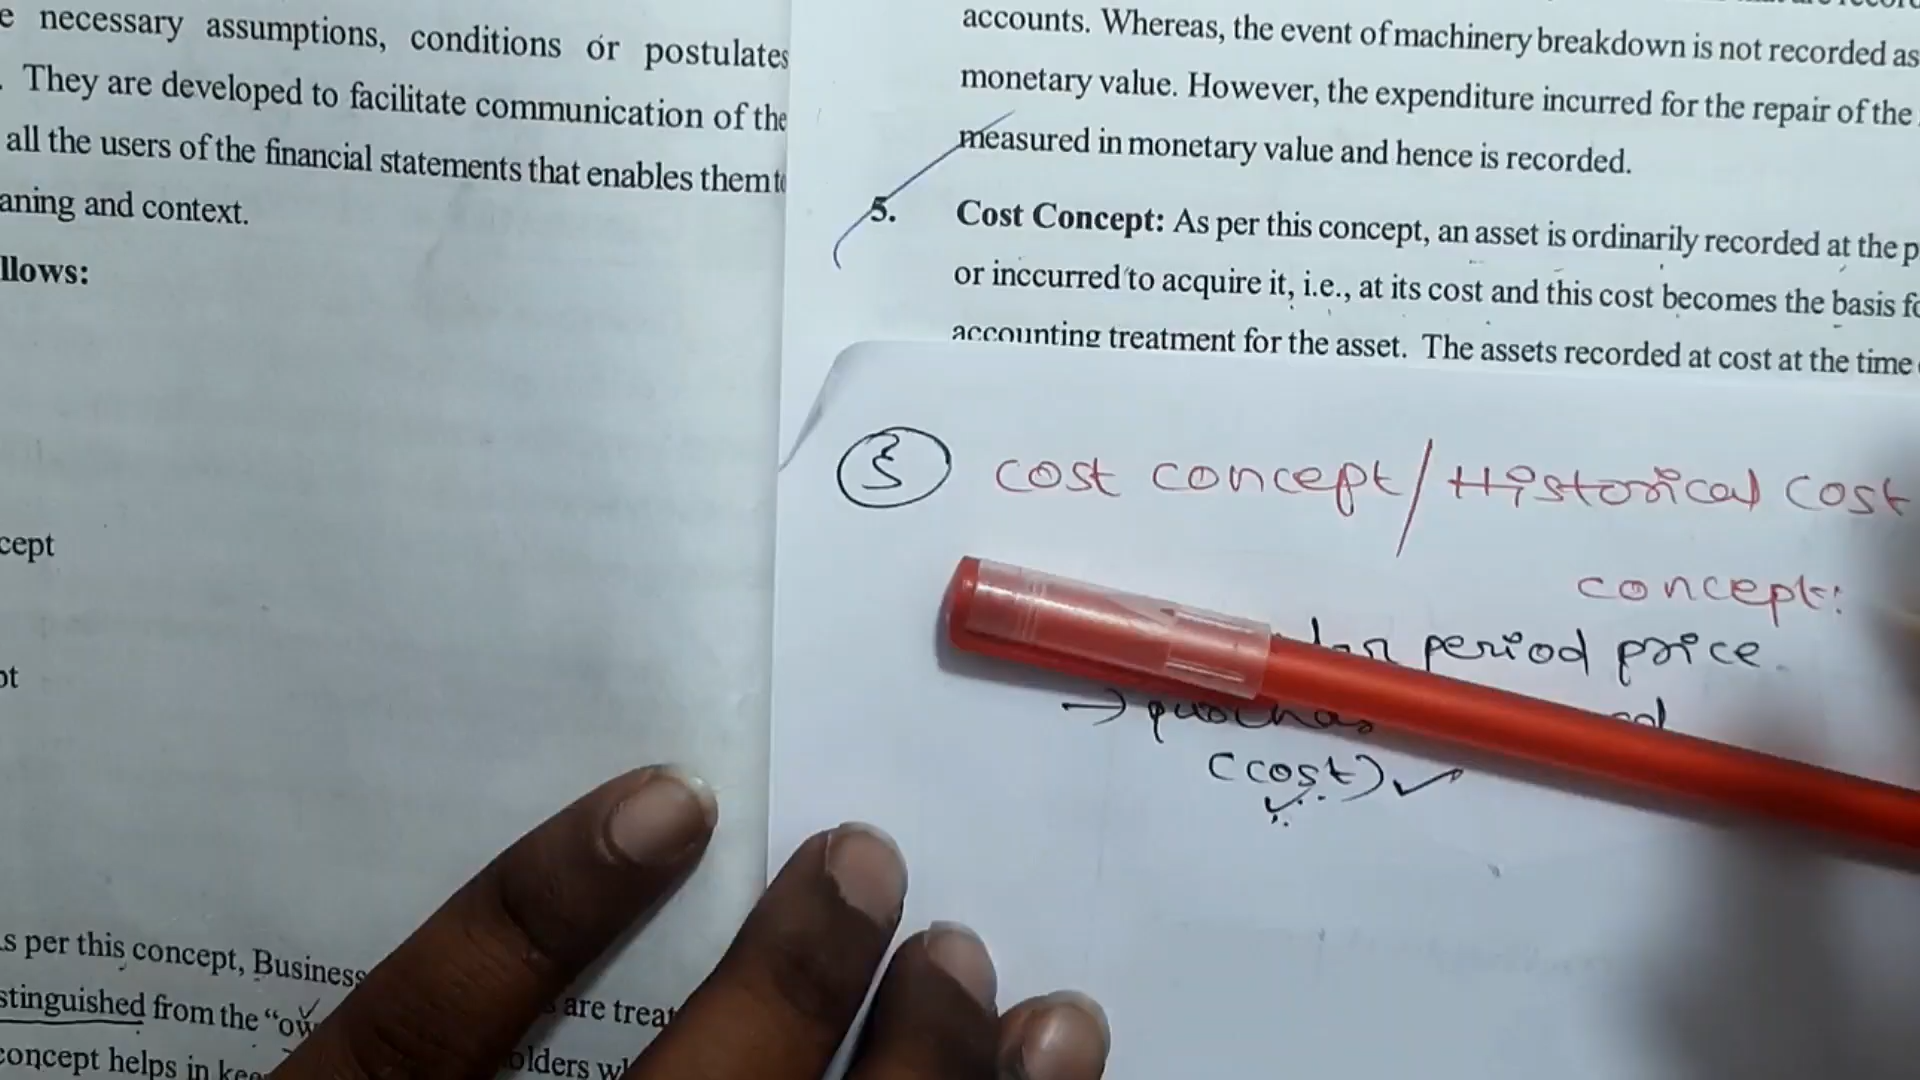 e necessary assumptions, conditions or postulates
. They are developed to facilitate communication of the
all the users of the financial statements that enables them
aning and context.
llows:
cept
pt
s per this concept, Business
stinguished from the "ow
are treat
concept helps in kee
olders wh
accounts. Whereas, the event of machinery breakdown is not recorded as
monetary value. However, the expenditure incurred for the repair of the
measured in monetary value and hence is recorded.
5. Cost Concept: As per this concept, an asset is ordinarily recorded at the p
or inccurred to acquire it, i.e., at its cost and this cost becomes the basis fo
accounting treatment for the asset. The assets recorded at cost at the time
cost concept/Historical cost
concept:
period price.
→
(cost)